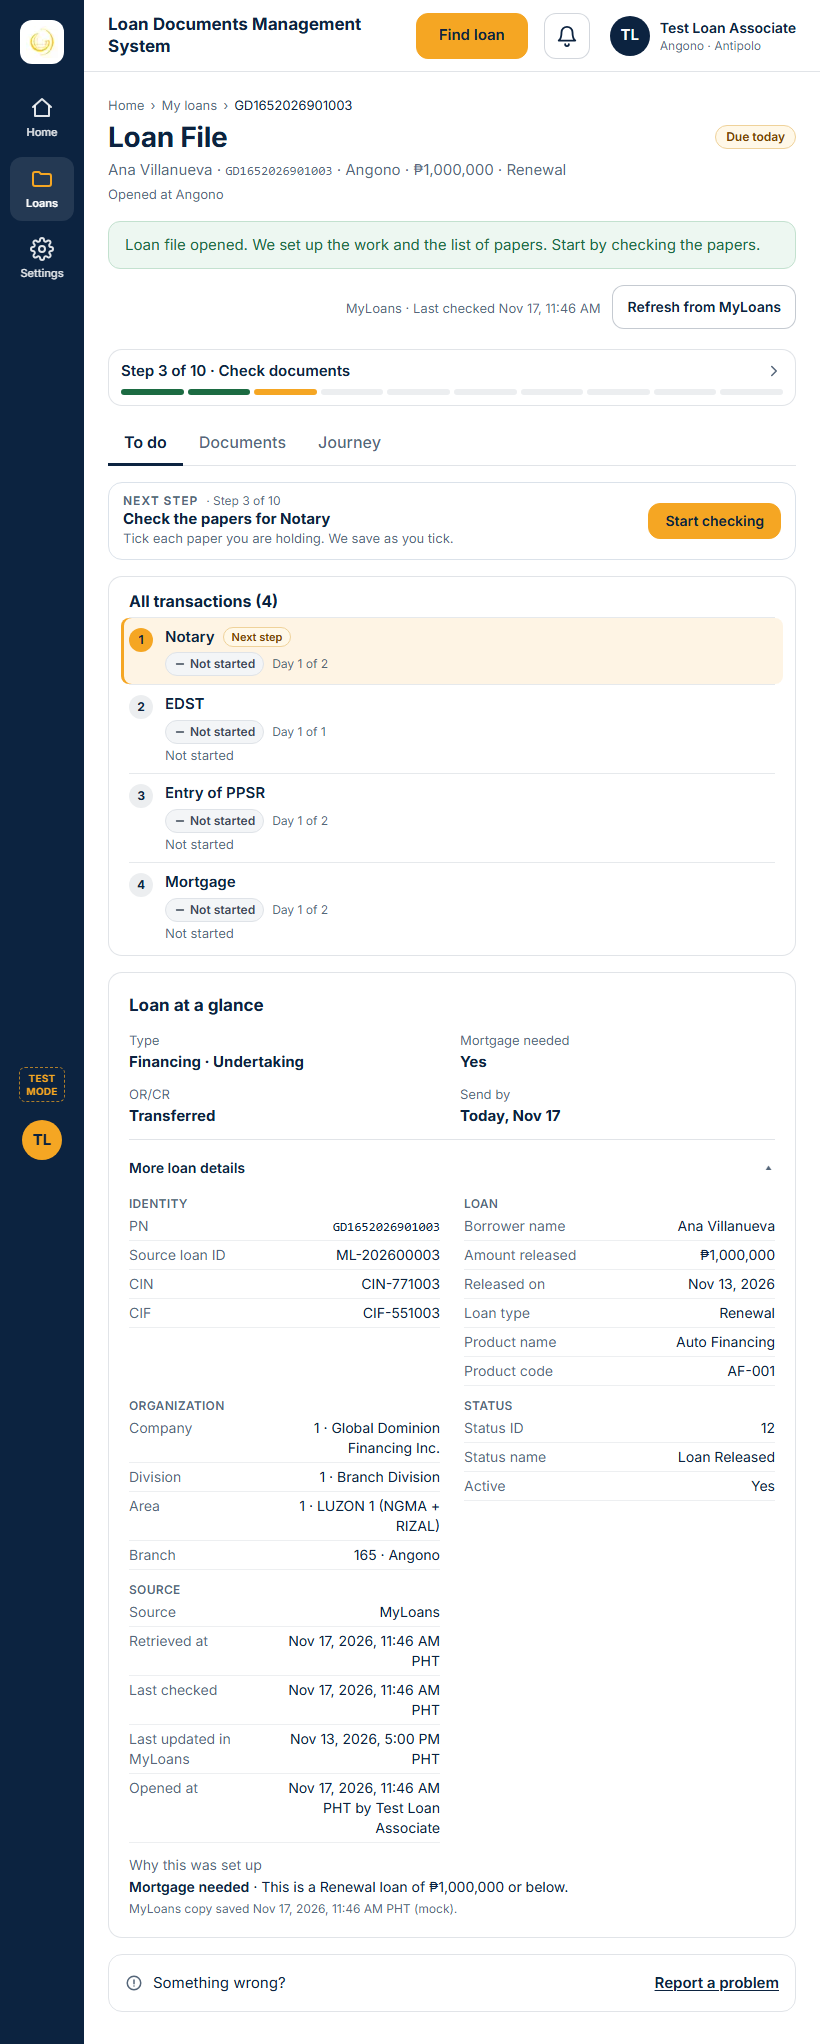 Loan Documents Management System
Find loan
TL
Test Loan Associate
Angono · Antipolo
Home
Loans
Settings
TEST MODE
TL
Home › My loans › GD1652026901003
Loan File
Due today
Ana Villanueva · GD1652026901003 · Angono · ₱1,000,000 · Renewal
Opened at Angono
Loan file opened. We set up the work and the list of papers. Start by checking the papers.
MyLoans · Last checked Nov 17, 11:46 AM
Refresh from MyLoans
Step 3 of 10 · Check documents
To do
Documents
Journey
NEXT STEP · Step 3 of 10
Check the papers for Notary
Tick each paper you are holding. We save as you tick.
Start checking
All transactions (4)
1 Notary Next step
– Not started Day 1 of 2
2 EDST
– Not started Day 1 of 1
Not started
3 Entry of PPSR
– Not started Day 1 of 2
Not started
4 Mortgage
– Not started Day 1 of 2
Not started
Loan at a glance
Type
Financing · Undertaking
Mortgage needed
Yes
OR/CR
Transferred
Send by
Today, Nov 17
More loan details
IDENTITY
PN GD1652026901003
Source loan ID ML-202600003
CIN CIN-771003
CIF CIF-551003
LOAN
Borrower name Ana Villanueva
Amount released ₱1,000,000
Released on Nov 13, 2026
Loan type Renewal
Product name Auto Financing
Product code AF-001
ORGANIZATION
Company 1 · Global Dominion Financing Inc.
Division 1 · Branch Division
Area 1 · LUZON 1 (NGMA + RIZAL)
Branch 165 · Angono
STATUS
Status ID 12
Status name Loan Released
Active Yes
SOURCE
Source MyLoans
Retrieved at Nov 17, 2026, 11:46 AM PHT
Last checked Nov 17, 2026, 11:46 AM PHT
Last updated in MyLoans Nov 13, 2026, 5:00 PM PHT
Opened at Nov 17, 2026, 11:46 AM PHT by Test Loan Associate
Why this was set up
Mortgage needed · This is a Renewal loan of ₱1,000,000 or below.
MyLoans copy saved Nov 17, 2026, 11:46 AM PHT (mock).
Something wrong?
Report a problem